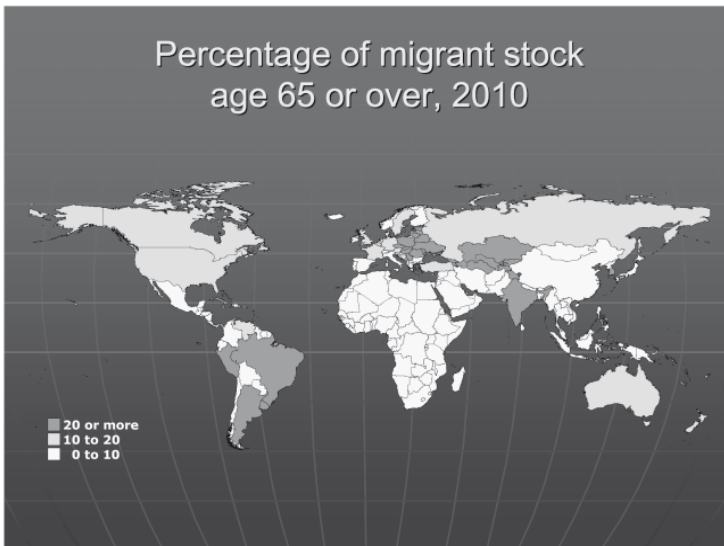 Percentage of migrant stock
age 65 or over, 2010
20 or more
10 to 20
0 to 10